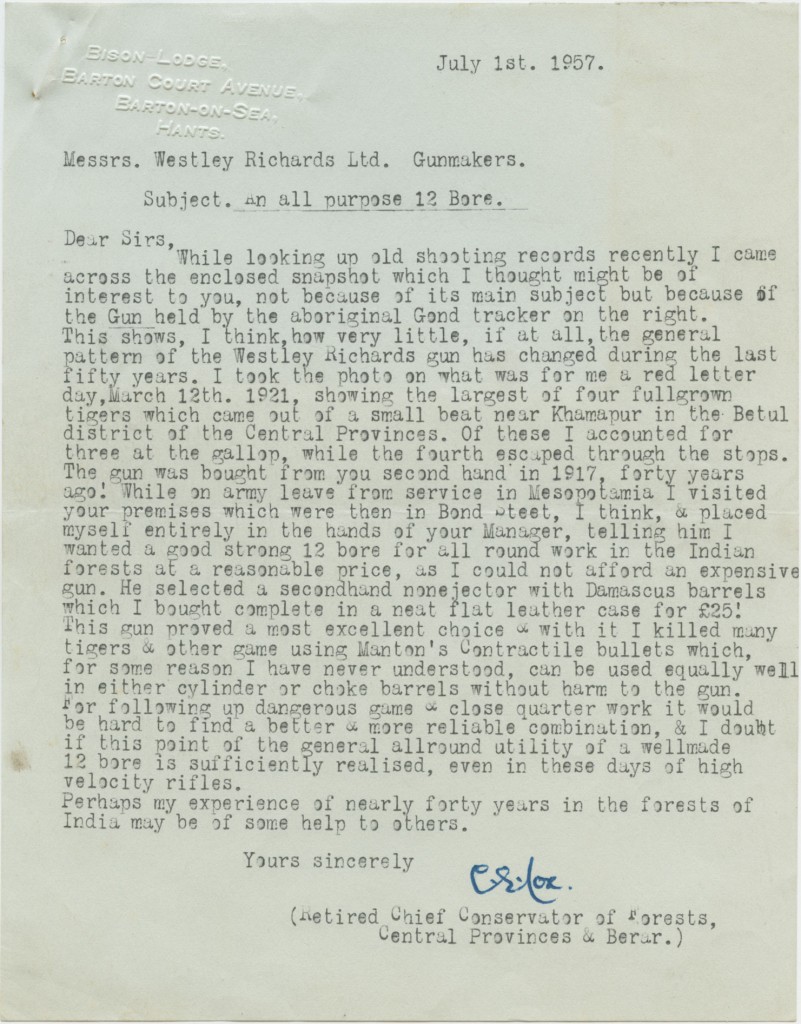 BISON-LODGE,
BARTON COURT AVENUE,
BARTON-ON-SEA,
HANTS.
July 1st. 1957.
Messrs. Westley Richards Ltd. Gunmakers.
Subject. An all purpose 12 Bore.
Dear Sirs,
While looking up old shooting records recently I came
across the enclosed snapshot which I thought might be of
interest to you, not because of its main subject but because of
the Gun held by the aboriginal Gond tracker on the right.
This shows, I think,how very little, if at all,the general
pattern of the Westley Richards gun has changed during the last
fifty years. I took the photo on what was for me a red letter
day,March 12th. 1921, showing the largest of four fullgrown
tigers which came out of a small beat near Khamapur in the Betul
district of the Central Provinces. Of these I accounted for
three at the gallop, while the fourth escaped through the stops.
The gun was bought from you second hand in 1917, forty years
ago! While on army leave from service in Mesopotamia I visited
your premises which were then in Bond Steet, I think, & placed
myself entirely in the hands of your Manager, telling him I
wanted a good strong 12 bore for all round work in the Indian
forests at a reasonable price, as I could not afford an expensive
gun. He selected a secondhand nonejector with Damascus barrels
which I bought complete in a neat flat leather case for £25!
This gun proved a most excellent choice & with it I killed many
tigers & other game using Manton's Contractile bullets which,
for some reason I have never understood, can be used equally well
in either cylinder or choke barrels without harm to the gun.
For following up dangerous game & close quarter work it would
be hard to find a better & more reliable combination, & I doubt
if this point of the general allround utility of a wellmade
12 bore is sufficiently realised, even in these days of high
velocity rifles.
Perhaps my experience of nearly forty years in the forests of
India may be of some help to others.
Yours sincerely
(Retired Chief Conservator of Forests,
Central Provinces & Berar.)